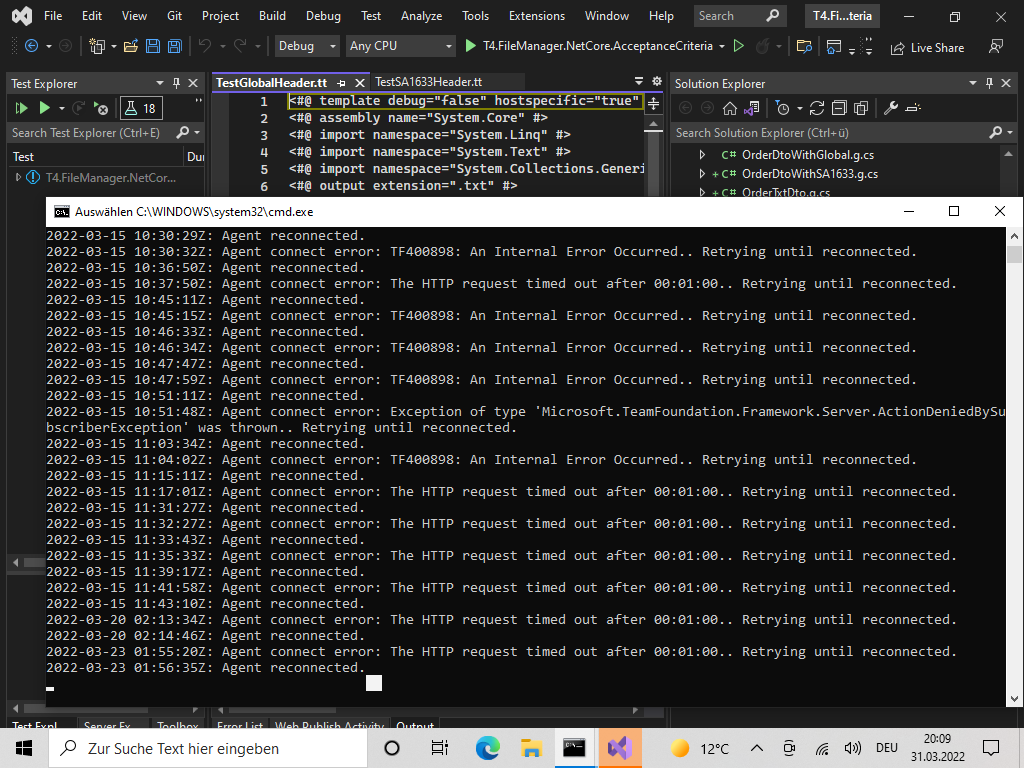 File Edit View Git Project Build Debug Test Analyze Tools Extensions Window Help Search T4.Fi...teria
Debug Any CPU T4.FileManager.NetCore.AcceptanceCriteria Live Share
Test Explorer
TestGlobalHeader.tt TestSA1633Header.tt
Solution Explorer
18
Search Test Explorer (Ctrl+E)
Search Solution Explorer (Ctrl+ü)
Test Dur
T4.FileManager.NetCor...
1 <#@ template debug="false" hostspecific="true"
2 <#@ assembly name="System.Core" #>
3 <#@ import namespace="System.Linq" #>
4 <#@ import namespace="System.Text" #>
5 <#@ import namespace="System.Collections.Generi
6 <#@ output extension=".txt" #>
C# OrderDtoWithGlobal.g.cs
C# OrderDtoWithSA1633.g.cs
C# OrderTxtDto.g.cs
Auswählen C:\WINDOWS\system32\cmd.exe
2022-03-15 10:30:29Z: Agent reconnected.
2022-03-15 10:30:32Z: Agent connect error: TF400898: An Internal Error Occurred.. Retrying until reconnected.
2022-03-15 10:36:50Z: Agent reconnected.
2022-03-15 10:37:50Z: Agent connect error: The HTTP request timed out after 00:01:00.. Retrying until reconnected.
2022-03-15 10:45:11Z: Agent reconnected.
2022-03-15 10:45:15Z: Agent connect error: TF400898: An Internal Error Occurred.. Retrying until reconnected.
2022-03-15 10:46:33Z: Agent reconnected.
2022-03-15 10:46:34Z: Agent connect error: TF400898: An Internal Error Occurred.. Retrying until reconnected.
2022-03-15 10:47:47Z: Agent reconnected.
2022-03-15 10:47:59Z: Agent connect error: TF400898: An Internal Error Occurred.. Retrying until reconnected.
2022-03-15 10:51:11Z: Agent reconnected.
2022-03-15 10:51:48Z: Agent connect error: Exception of type 'Microsoft.TeamFoundation.Framework.Server.ActionDeniedBySu
bscriberException' was thrown.. Retrying until reconnected.
2022-03-15 11:03:34Z: Agent reconnected.
2022-03-15 11:04:02Z: Agent connect error: TF400898: An Internal Error Occurred.. Retrying until reconnected.
2022-03-15 11:15:11Z: Agent reconnected.
2022-03-15 11:17:01Z: Agent connect error: The HTTP request timed out after 00:01:00.. Retrying until reconnected.
2022-03-15 11:31:27Z: Agent reconnected.
2022-03-15 11:32:27Z: Agent connect error: The HTTP request timed out after 00:01:00.. Retrying until reconnected.
2022-03-15 11:33:43Z: Agent reconnected.
2022-03-15 11:35:33Z: Agent connect error: The HTTP request timed out after 00:01:00.. Retrying until reconnected.
2022-03-15 11:39:17Z: Agent reconnected.
2022-03-15 11:41:58Z: Agent connect error: The HTTP request timed out after 00:01:00.. Retrying until reconnected.
2022-03-15 11:43:10Z: Agent reconnected.
2022-03-20 02:13:34Z: Agent connect error: The HTTP request timed out after 00:01:00.. Retrying until reconnected.
2022-03-20 02:14:46Z: Agent reconnected.
2022-03-23 01:55:20Z: Agent connect error: The HTTP request timed out after 00:01:00.. Retrying until reconnected.
2022-03-23 01:56:35Z: Agent reconnected.
Test Expl... Server Ex... Toolbox Error List Web Publish Activity Output
Zur Suche Text hier eingeben
12°C DEU 20:09
31.03.2022